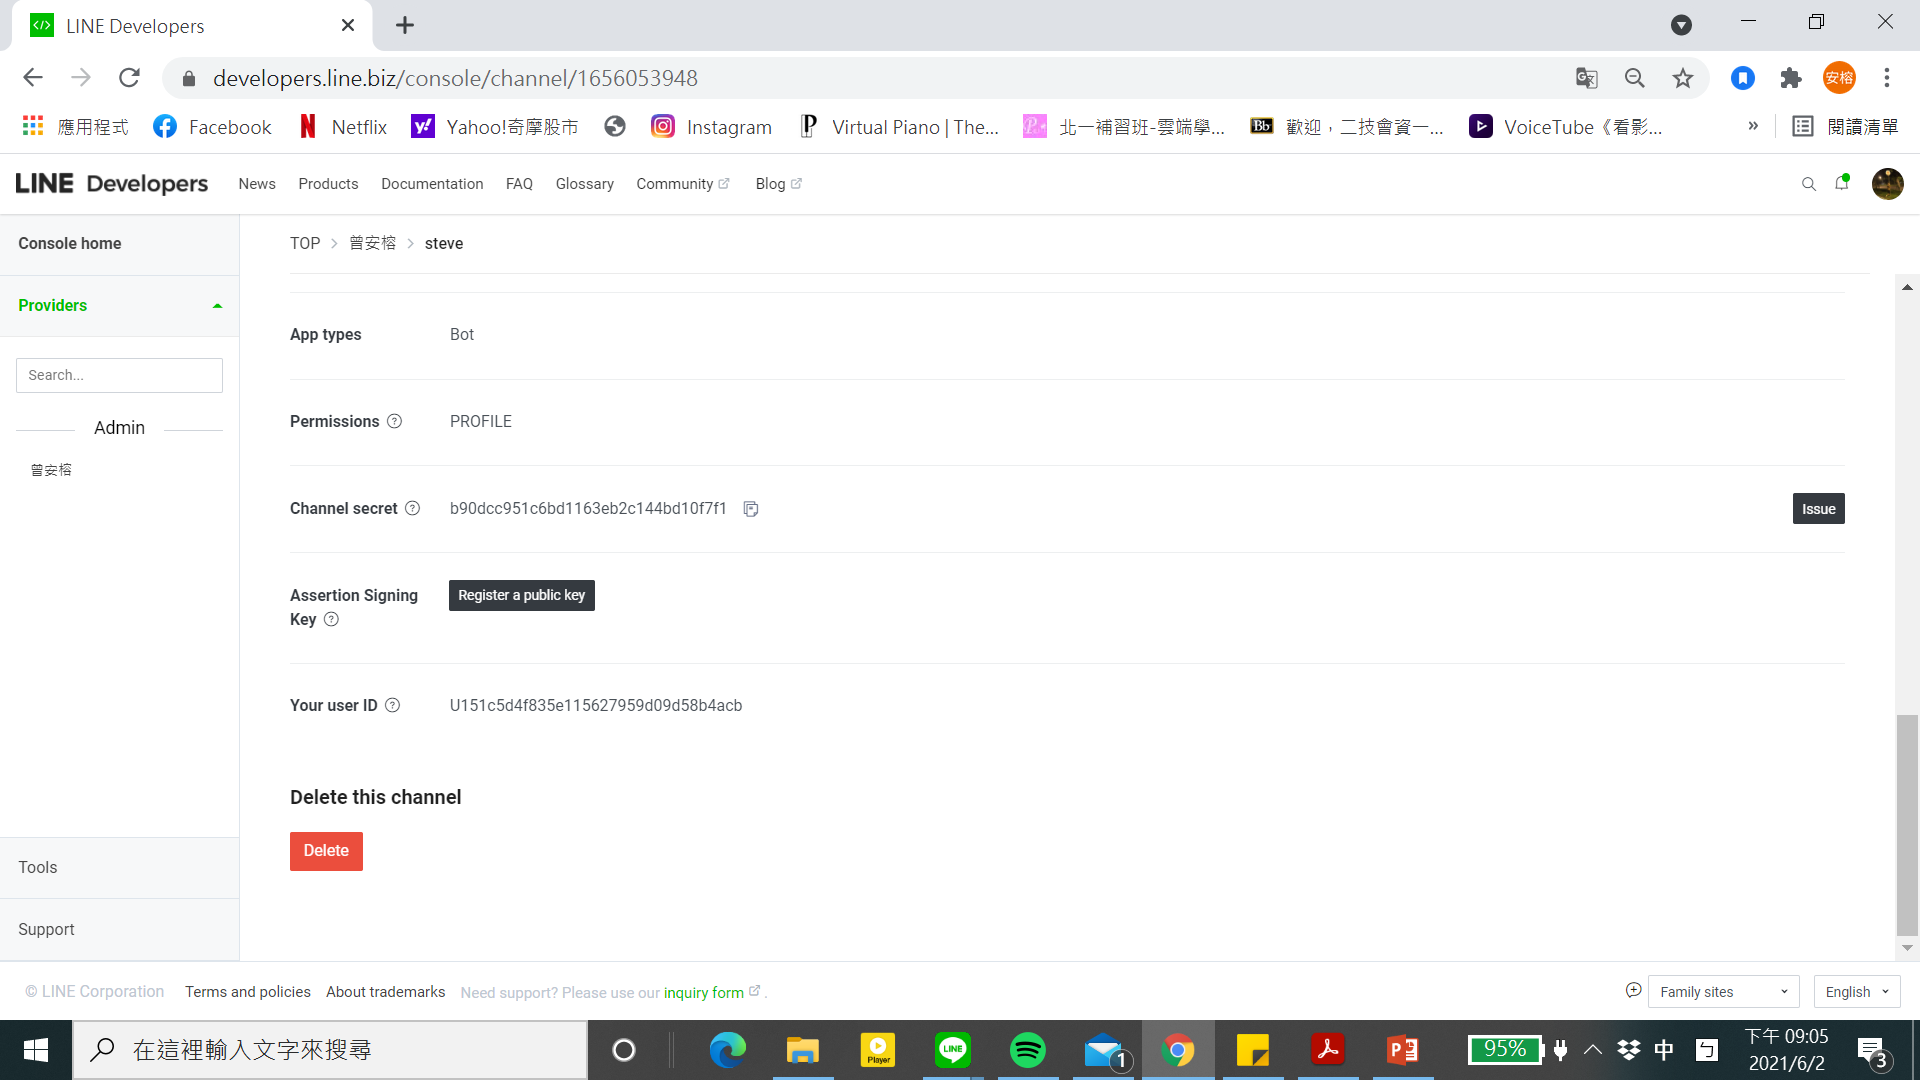 LINE Developers
developers.line.biz/console/channel/1656053948
安榕
應用程式 Facebook Netflix Yahoo!奇摩股市 Instagram Virtual Piano | The... 北一補習班-雲端學... 歡迎，二技會資一... VoiceTube《看影... » 閱讀清單
LINE Developers News Products Documentation FAQ Glossary Community Blog
Console home
Providers
Search...
Admin
曾安榕
Tools
Support
TOP > 曾安榕 > steve
App types Bot
Permissions PROFILE
Channel secret b90dcc951c6bd1163eb2c144bd10f7f1 Issue
Assertion Signing Key Register a public key
Your user ID U151c5d4f835e115627959d09d58b4acb
Delete this channel
Delete
© LINE Corporation Terms and policies About trademarks Need support? Please use our inquiry form . Family sites English
在這裡輸入文字來搜尋 Player LINE 1 95% 中 ㄅ 下午 09:05
2021/6/2 3